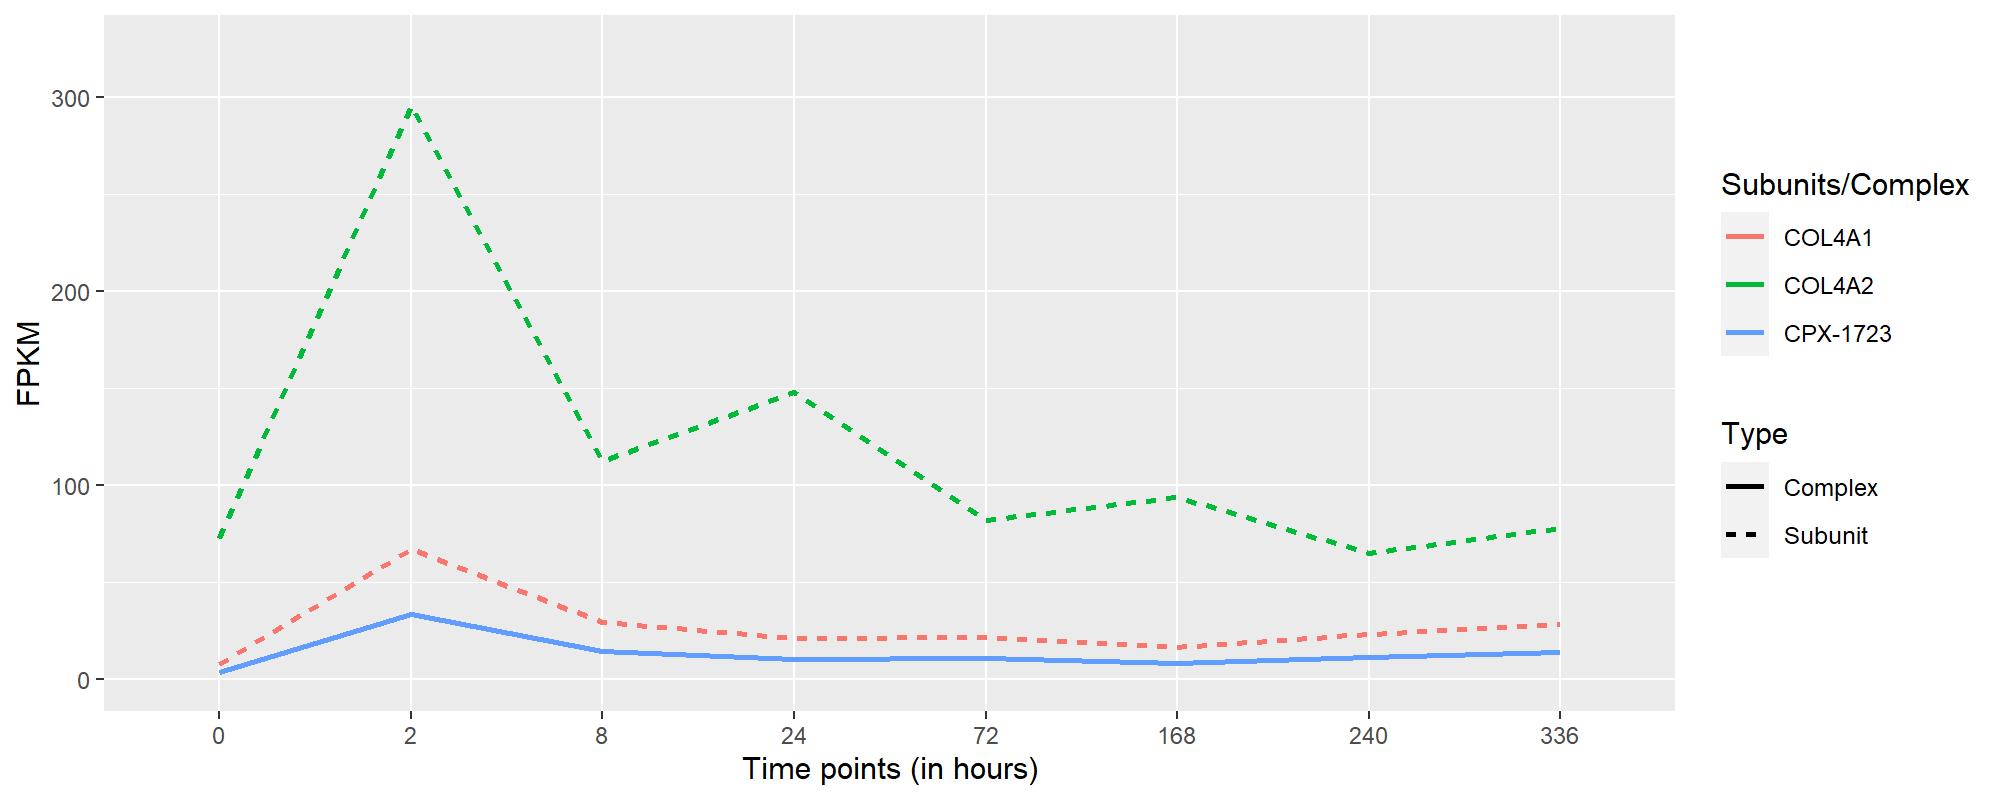 300
200
100
0
FPKM
0 2 8 24 72 168 240 336
Time points (in hours)
Subunits/Complex
COL4A1
COL4A2
CPX-1723
Type
Complex
Subunit